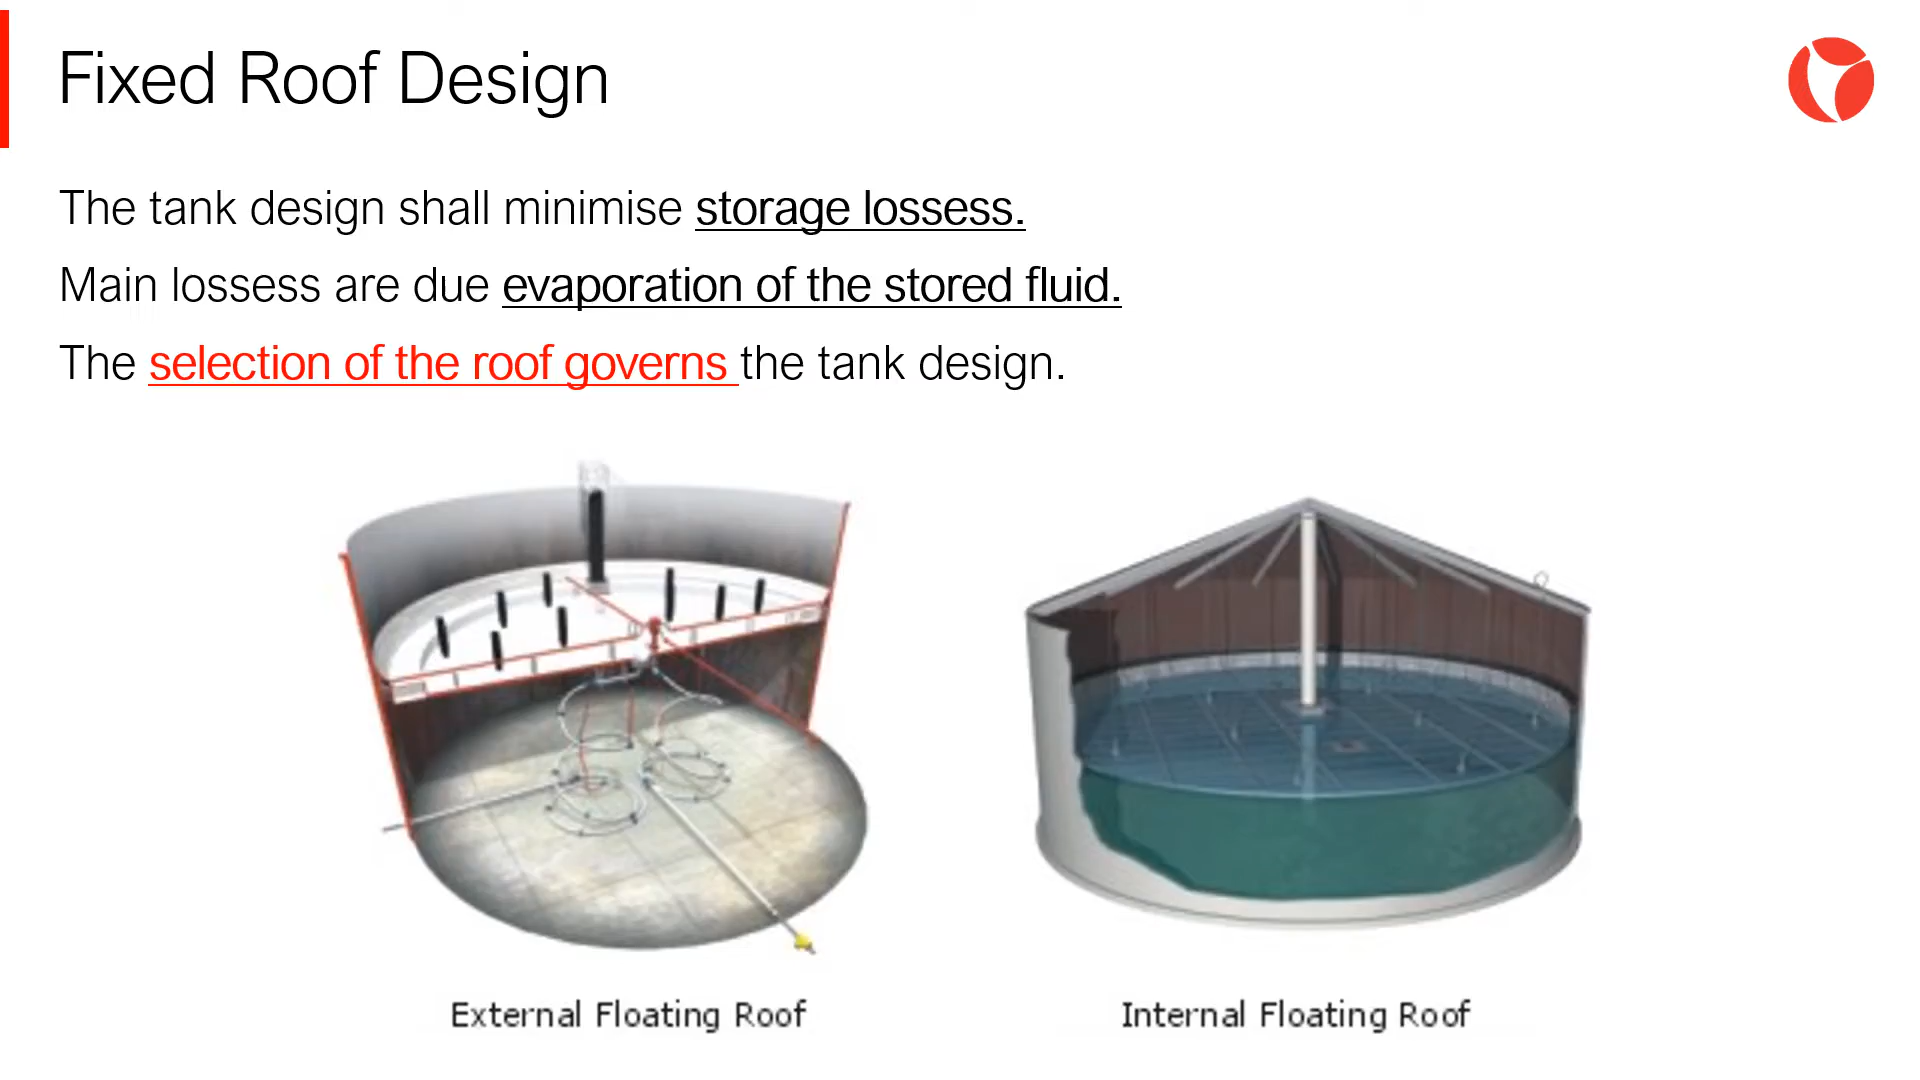 Fixed Roof Design
The tank design shall minimise storage lossess.
Main lossess are due evaporation of the stored fluid.
The selection of the roof governs the tank design.
External Floating Roof
Internal Floating Roof